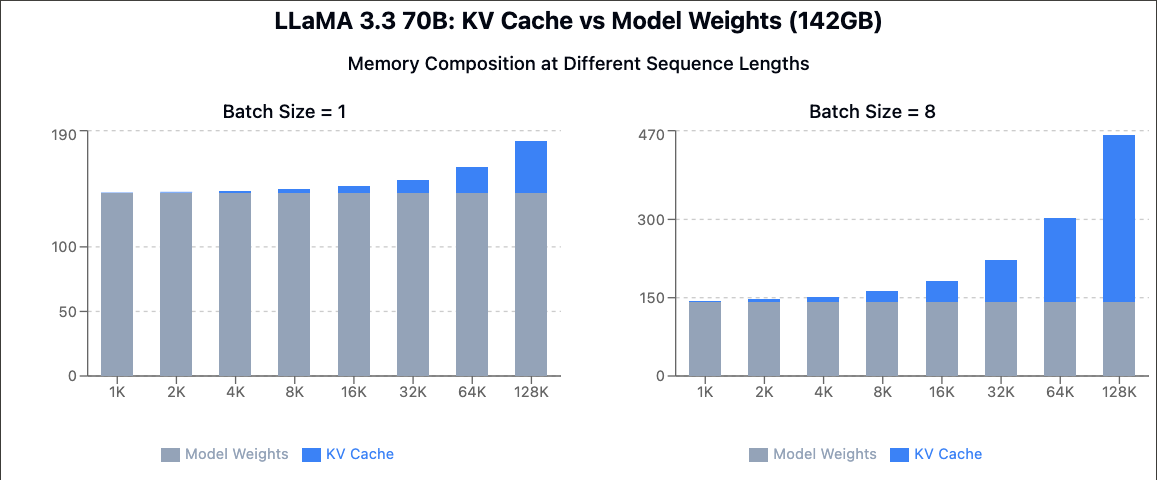 LLaMA 3.3 70B: KV Cache vs Model Weights (142GB)
Memory Composition at Different Sequence Lengths
Batch Size = 1
190
100
50
0
1K 2K 4K 8K 16K 32K 64K 128K
Model Weights KV Cache
Batch Size = 8
470
300
150
0
1K 2K 4K 8K 16K 32K 64K 128K
Model Weights KV Cache